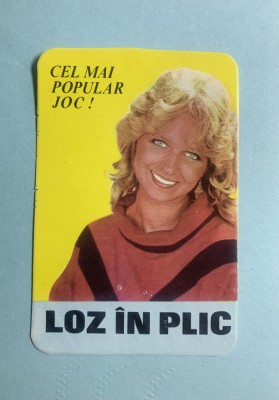 CEL MAI
POPULAR
JOC !
LOZ ÎN PLIC